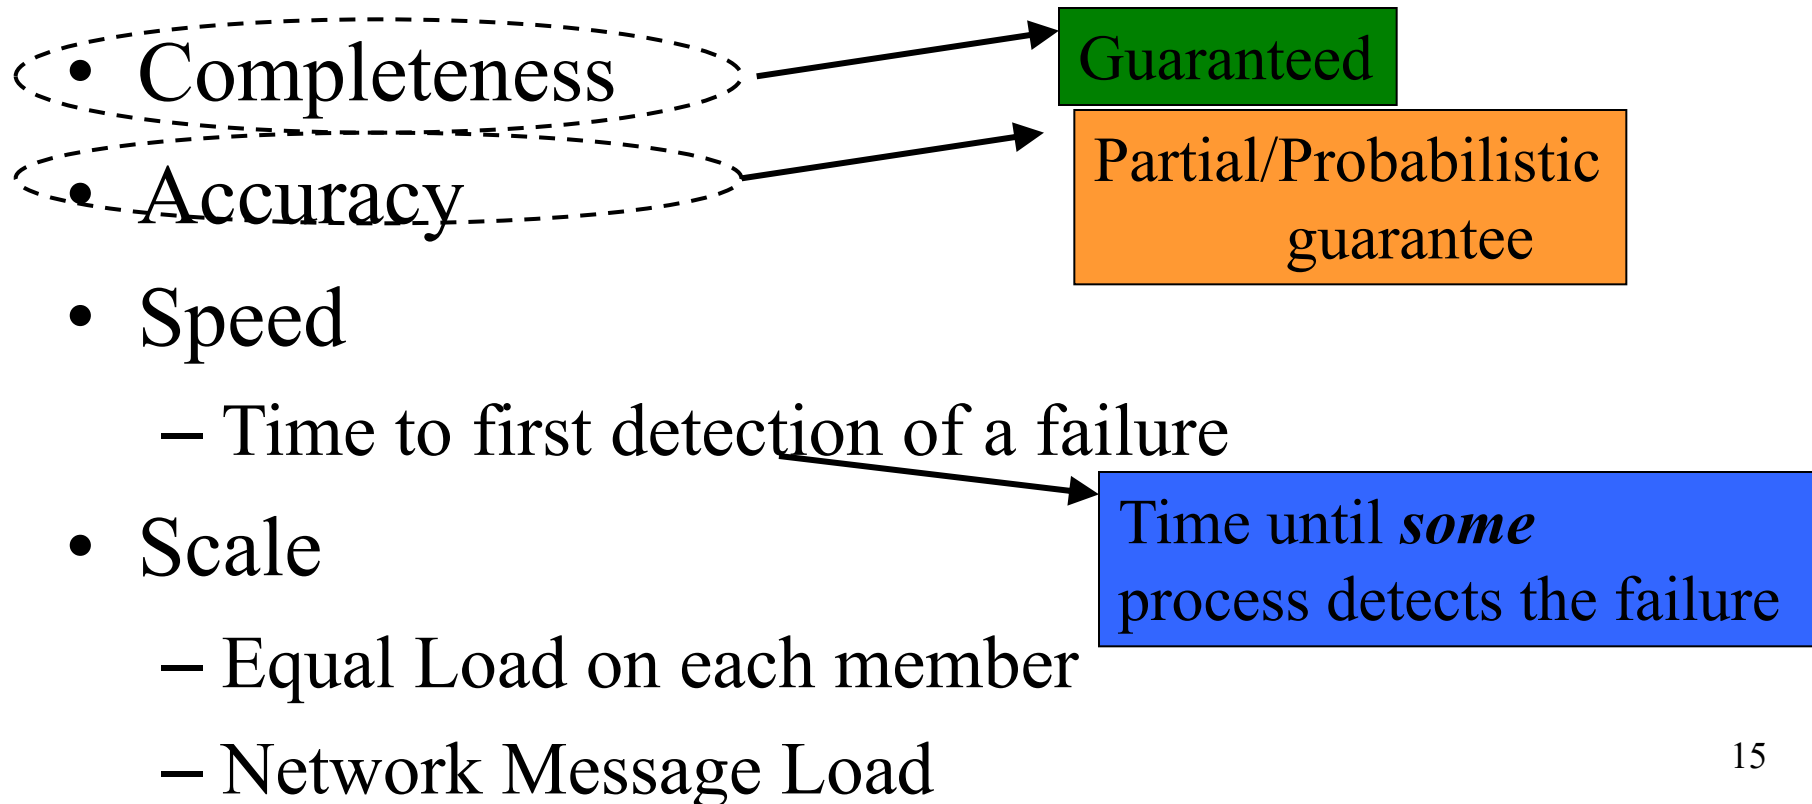 • Completeness
Guaranteed
• Accuracy
Partial/Probabilistic
guarantee
• Speed
– Time to first detection of a failure
• Scale
Time until some
process detects the failure
– Equal Load on each member
– Network Message Load
15